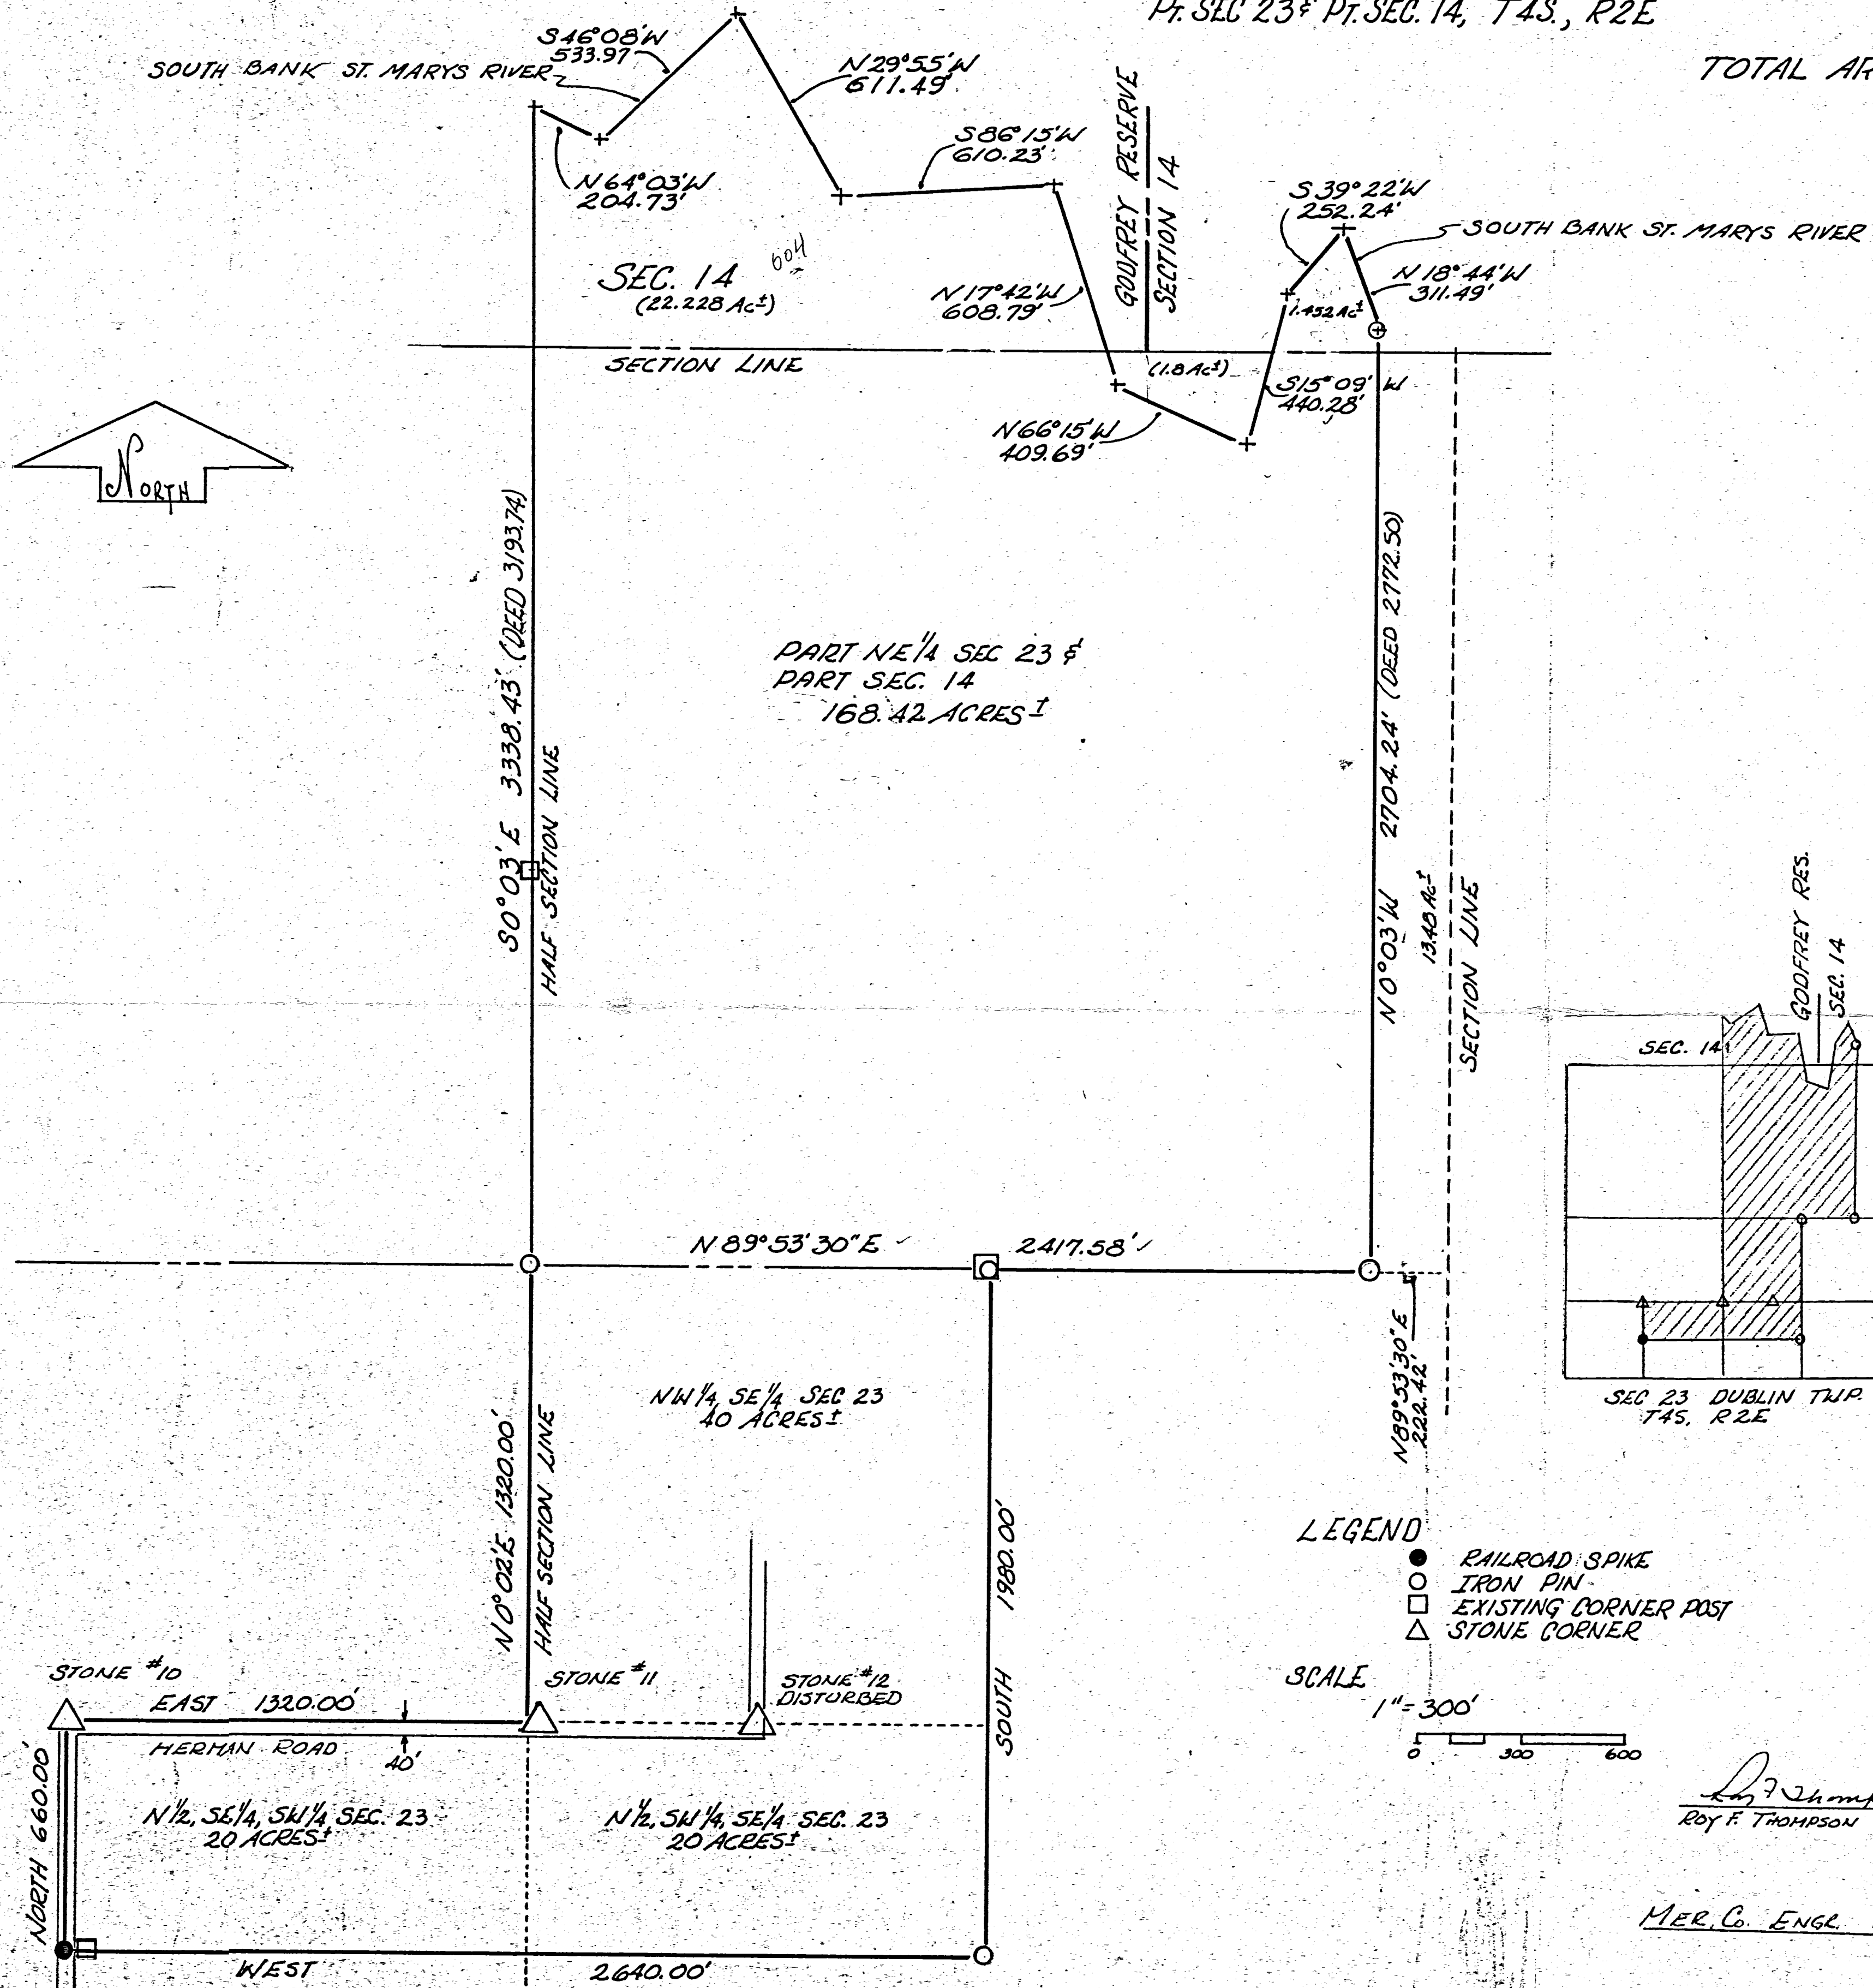 PT. SEC 23 & PT. SEC. 14, T4S., R2E
TOTAL
S46°08'W
533.97
SOUTH BANK ST. MARYS RIVER
N29°55'W
611.49'
N64°03'W
204.73'
S86°15'W
610.23'
GODFREY RESERVE
SECTION 14
S39°22'W
252.24'
SOUTH BANK ST. MARYS RIVER
N18°44'W
311.49'
SEC. 14
604
(22.228 Ac±)
N17°42'W
608.79'
1.452 Ac±
SECTION LINE
(1.8 Ac±)
S15°09'W
440.28'
N66°15'W
409.69'
NORTH
S0°03'E 3338.43' (DEED 3193.74)
HALF SECTION LINE
PART NE 1/4 SEC 23 &
PART SEC. 14
168.42 ACRES±
N0°03'W 2704.24' (DEED 2772.50)
13.48 Ac±
SECTION LINE
GODFREY RES.
SEC. 14
SEC. 14
N89°53'30"E
2417.58'
N89°53'30"E
222.42'
SEC 23 DUBLIN TWP.
T4S, R2E
NW 1/4, SE 1/4 SEC 23
40 ACRES±
N0°02'E 1320.00'
HALF SECTION LINE
SOUTH 1980.00'
LEGEND
RAILROAD SPIKE
IRON PIN
EXISTING CORNER POST
STONE CORNER
SCALE
1"=300'
0 300 600
STONE #10
STONE #11
STONE #12
DISTURBED
EAST 1320.00'
HERMAN ROAD
40'
NORTH 660.00'
N 1/2, SE 1/4, SW 1/4 SEC. 23
20 ACRES±
N 1/2, SW 1/4, SE 1/4 SEC. 23
20 ACRES±
WEST 2640.00'
ROY F. THOMPSON
MER. Co. ENGR.